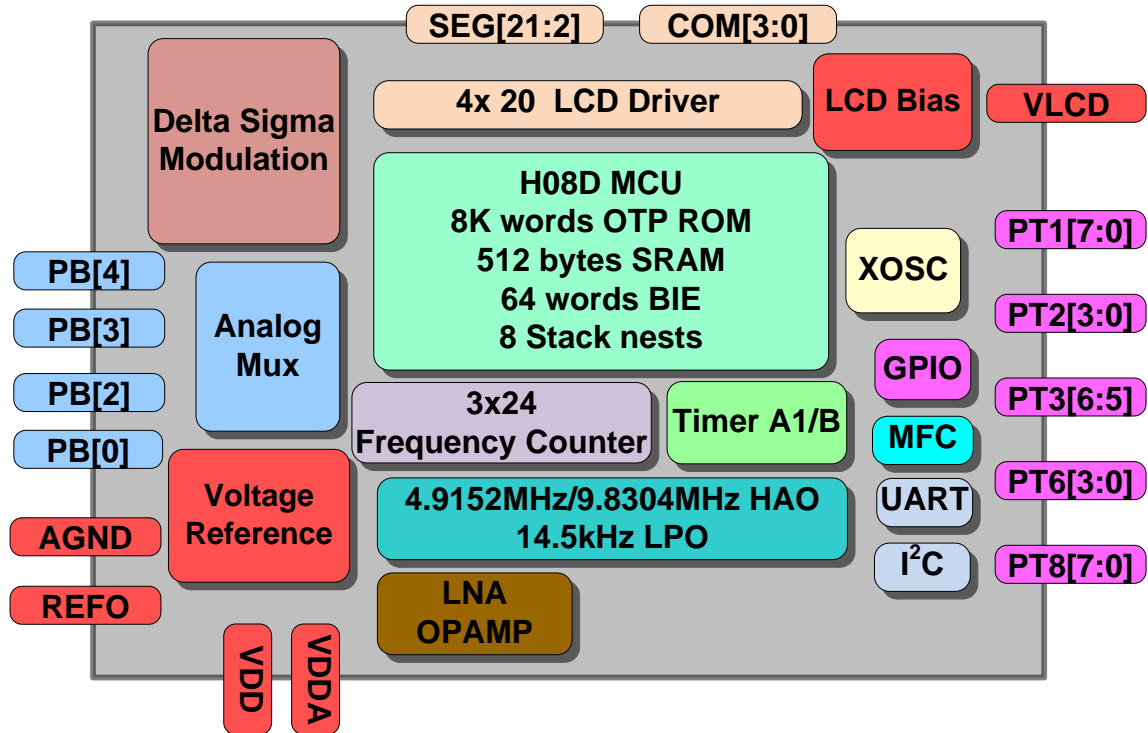 SEG[21:2]
COM[3:0]
Delta Sigma
Modulation
4x 20 LCD Driver
LCD Bias
VLCD
H08D MCU
8K words OTP ROM
512 bytes SRAM
64 words BIE
8 Stack nests
PB[4]
PB[3]
PB[2]
PB[0]
Analog
Mux
XOSC
PT1[7:0]
PT2[3:0]
GPIO
PT3[6:5]
3x24
Frequency Counter
Timer A1/B
MFC
Voltage
Reference
4.9152MHz/9.8304MHz HAO
14.5kHz LPO
UART
PT6[3:0]
I²C
PT8[7:0]
AGND
REFO
LNA
OPAMP
VDD
VDDA